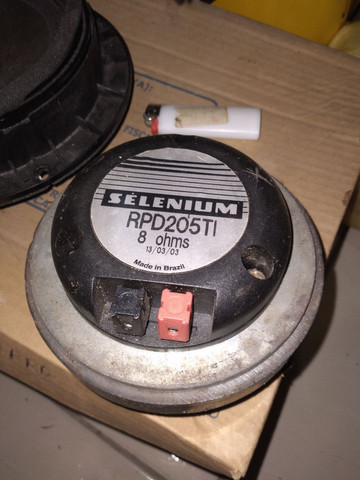 SELENIUM
RPD205TI
8 ohms
13/03/03
Made in Brazil